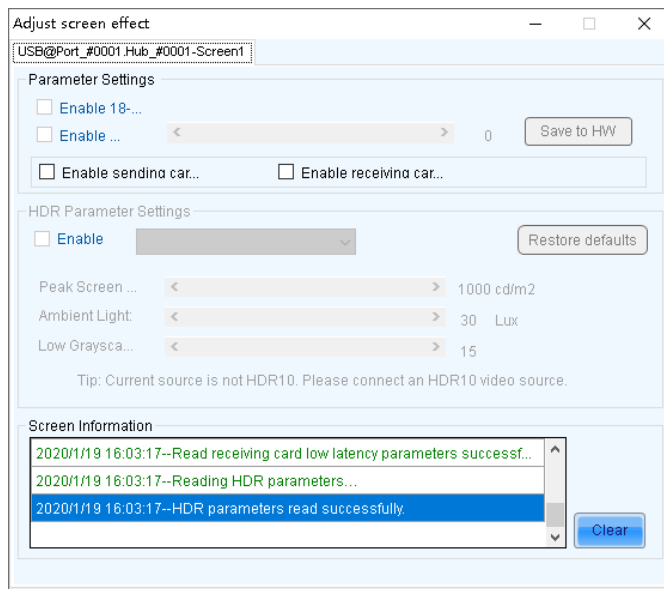 Adjust screen effect
USB@Port_#0001.Hub_#0001-Screen1
Parameter Settings
Enable 18-...
Enable ... 0 Save to HW
Enable sending car... Enable receiving car...
HDR Parameter Settings
Enable Restore defaults
Peak Screen ... 1000 cd/m2
Ambient Light: 30 Lux
Low Graysca... 15
Tip: Current source is not HDR10. Please connect an HDR10 video source.
Screen Information
2020/1/19 16:03:17--Read receiving card low latency parameters successf...
2020/1/19 16:03:17--Reading HDR parameters...
2020/1/19 16:03:17--HDR parameters read successfully.
Clear